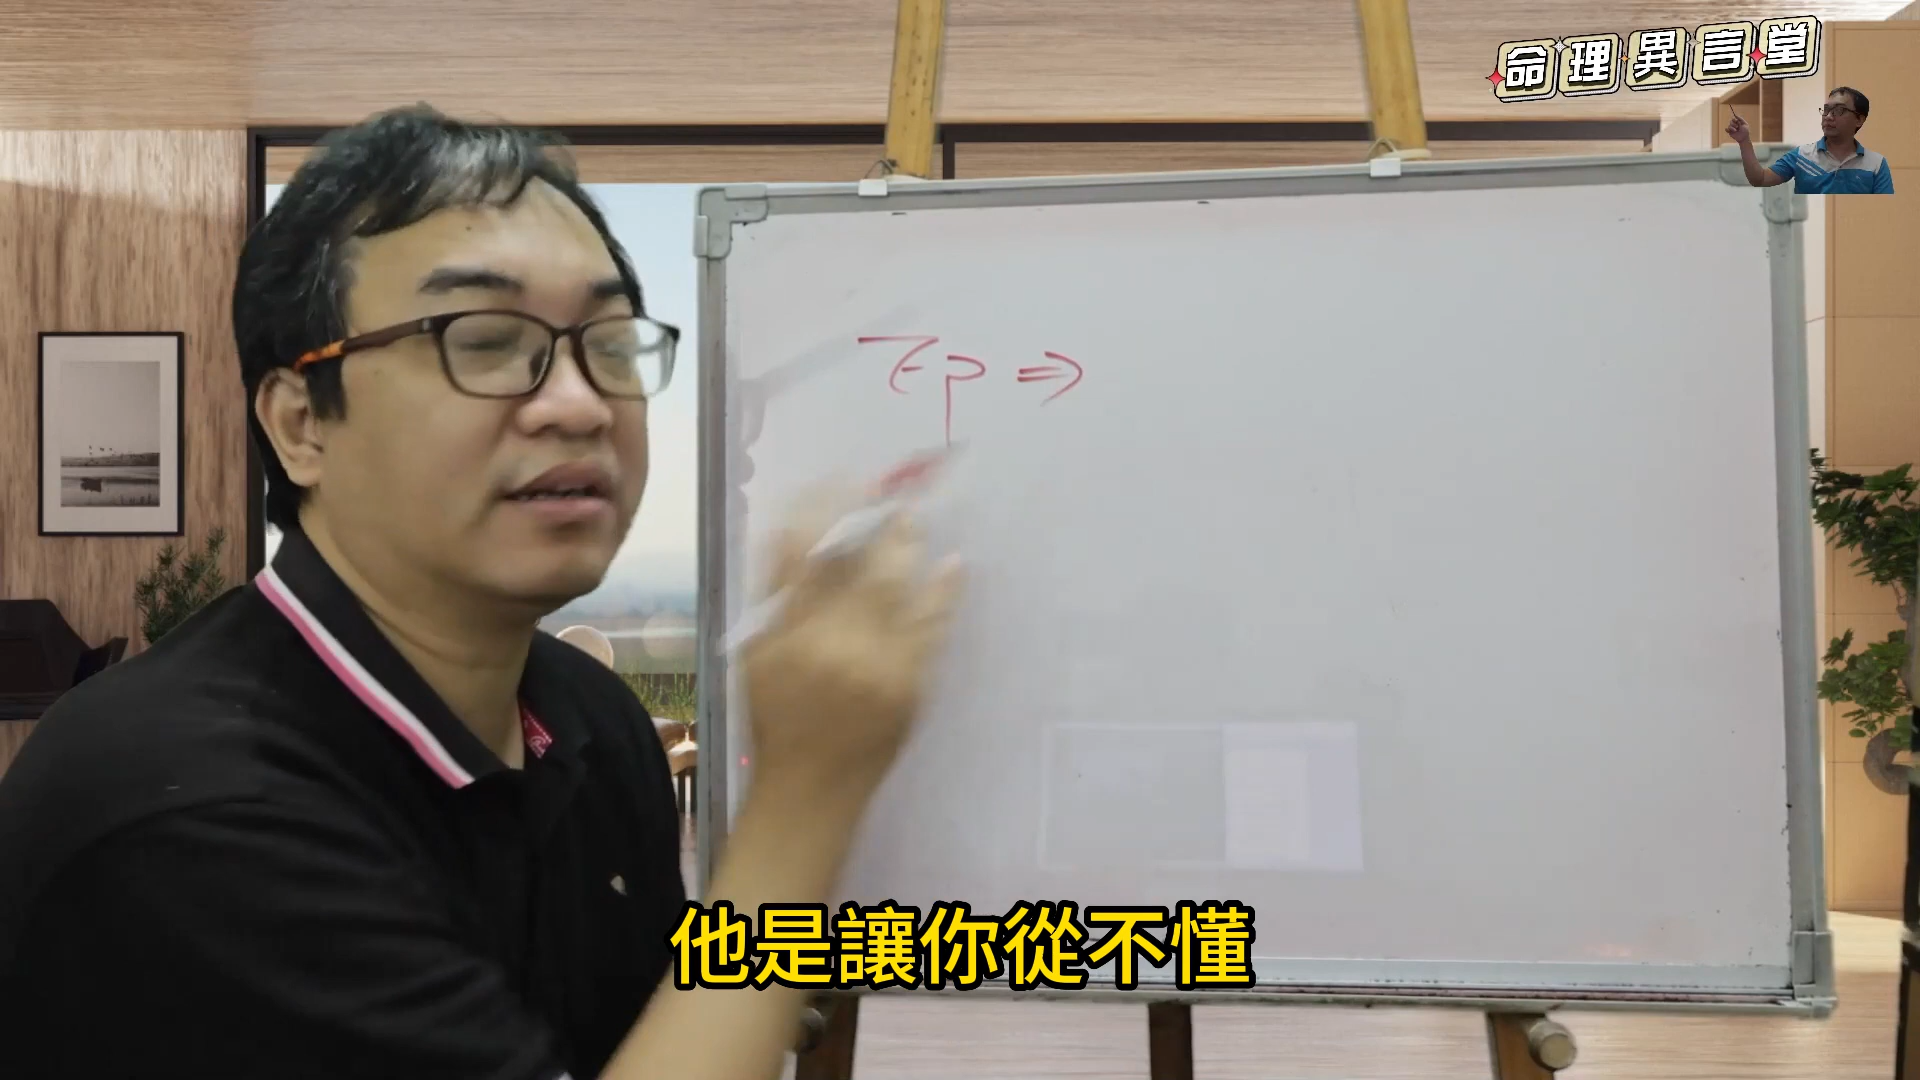 命理異言堂
印 ⇒
他是讓你從不懂